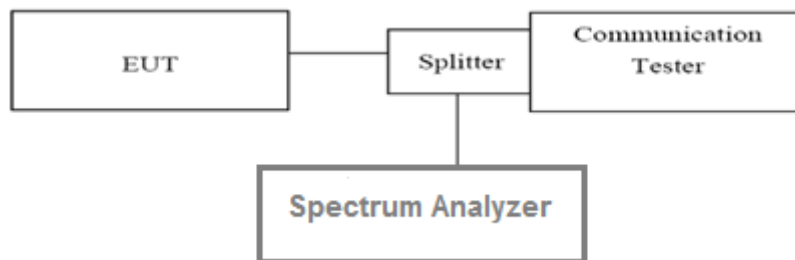 EUT
Splitter
Communication
Tester
Spectrum Analyzer